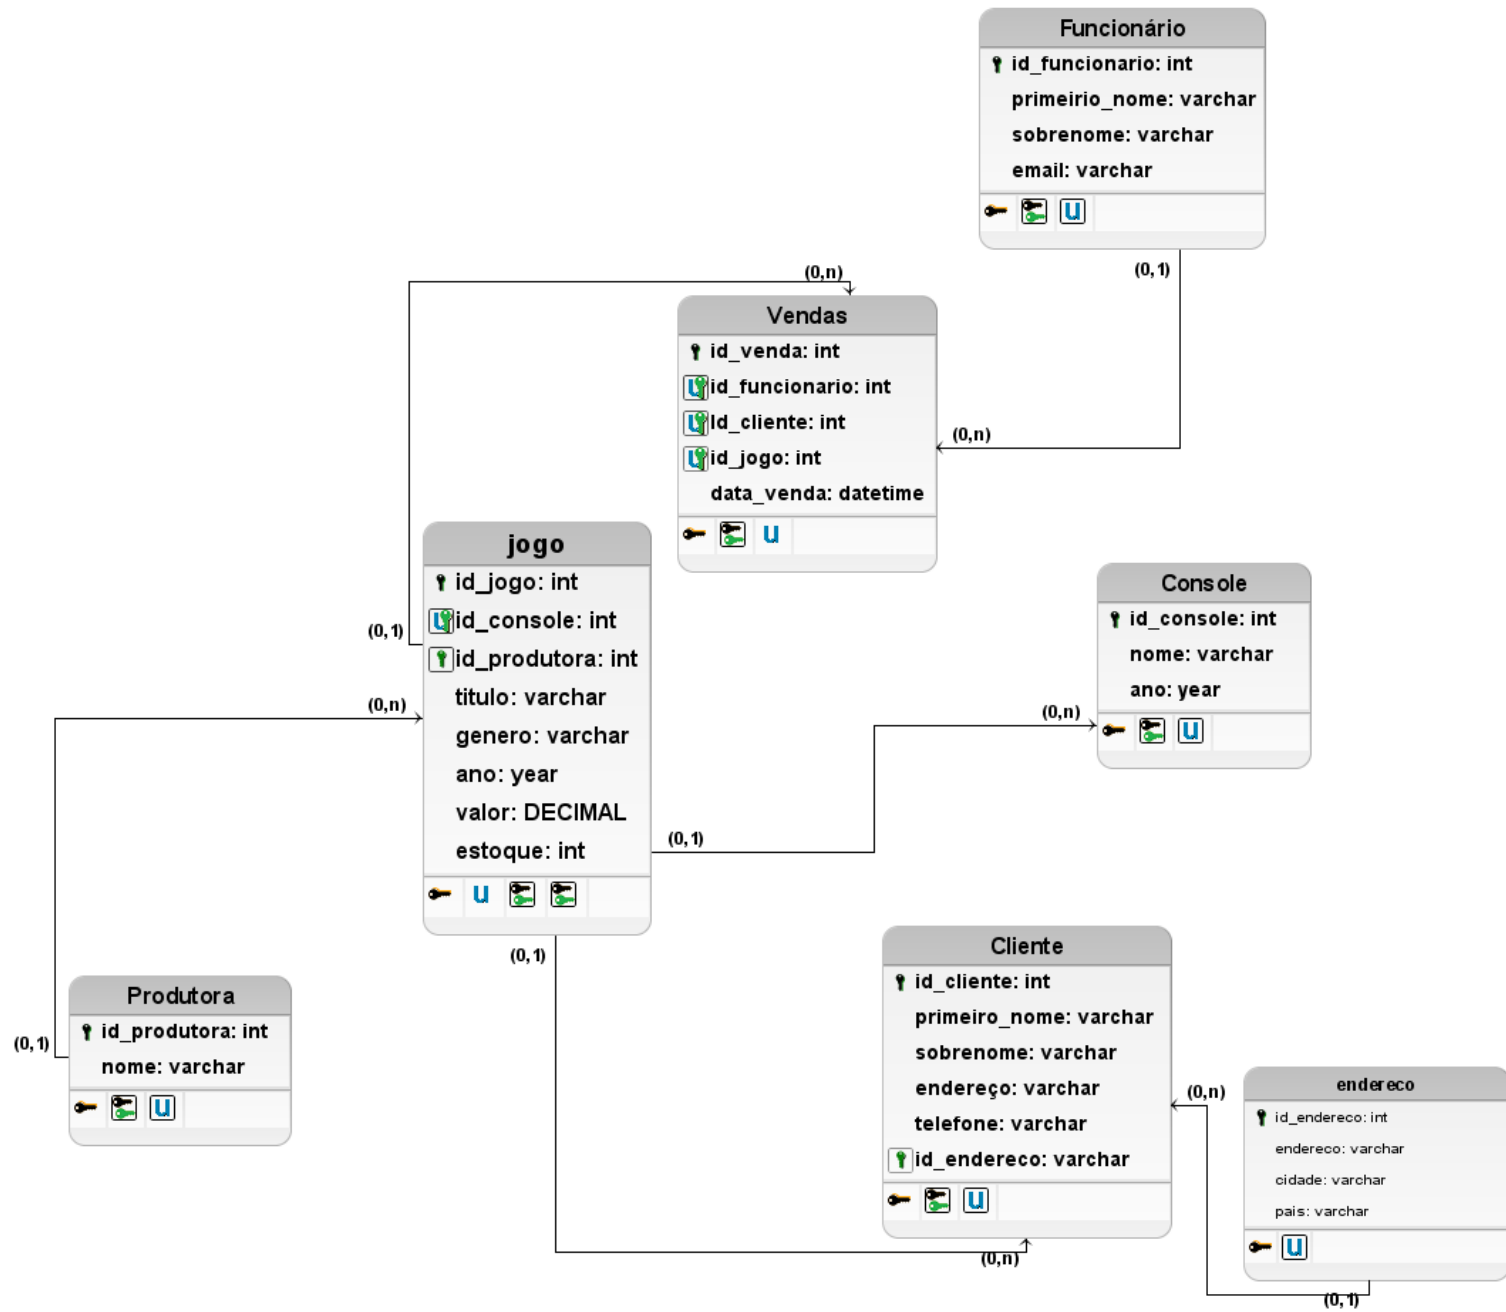 Funcionário
id_funcionario: int
primeirio_nome: varchar
sobrenome: varchar
email: varchar
(0,1)
(0,n)
Vendas
id_venda: int
id_funcionario: int
Id_cliente: int
id_jogo: int
data_venda: datetime
(0,n)
jogo
id_jogo: int
id_console: int
id_produtora: int
titulo: varchar
genero: varchar
ano: year
valor: DECIMAL
estoque: int
(0,1)
(0,n)
(0,1)
(0,1)
Console
id_console: int
nome: varchar
ano: year
(0,n)
Produtora
id_produtora: int
nome: varchar
(0,1)
Cliente
id_cliente: int
primeiro_nome: varchar
sobrenome: varchar
endereço: varchar
telefone: varchar
id_endereco: varchar
(0,n)
(0,n)
endereco
id_endereco: int
endereco: varchar
cidade: varchar
pais: varchar
(0,1)